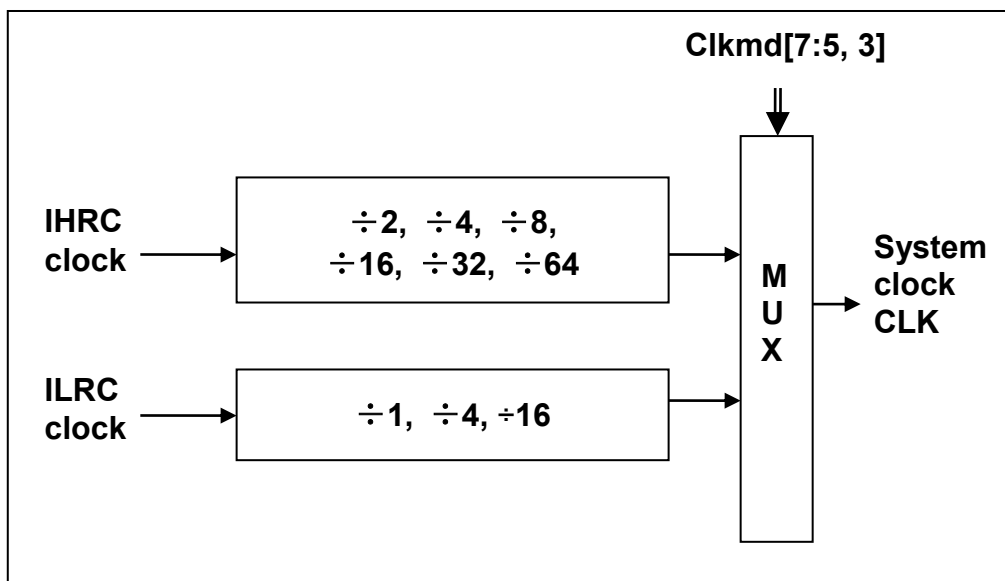 Clkmd[7:5, 3]
IHRC
clock
÷2, ÷4, ÷8,
÷16, ÷32, ÷64
M
U
X
System
clock
CLK
ILRC
clock
÷1, ÷4, ÷16